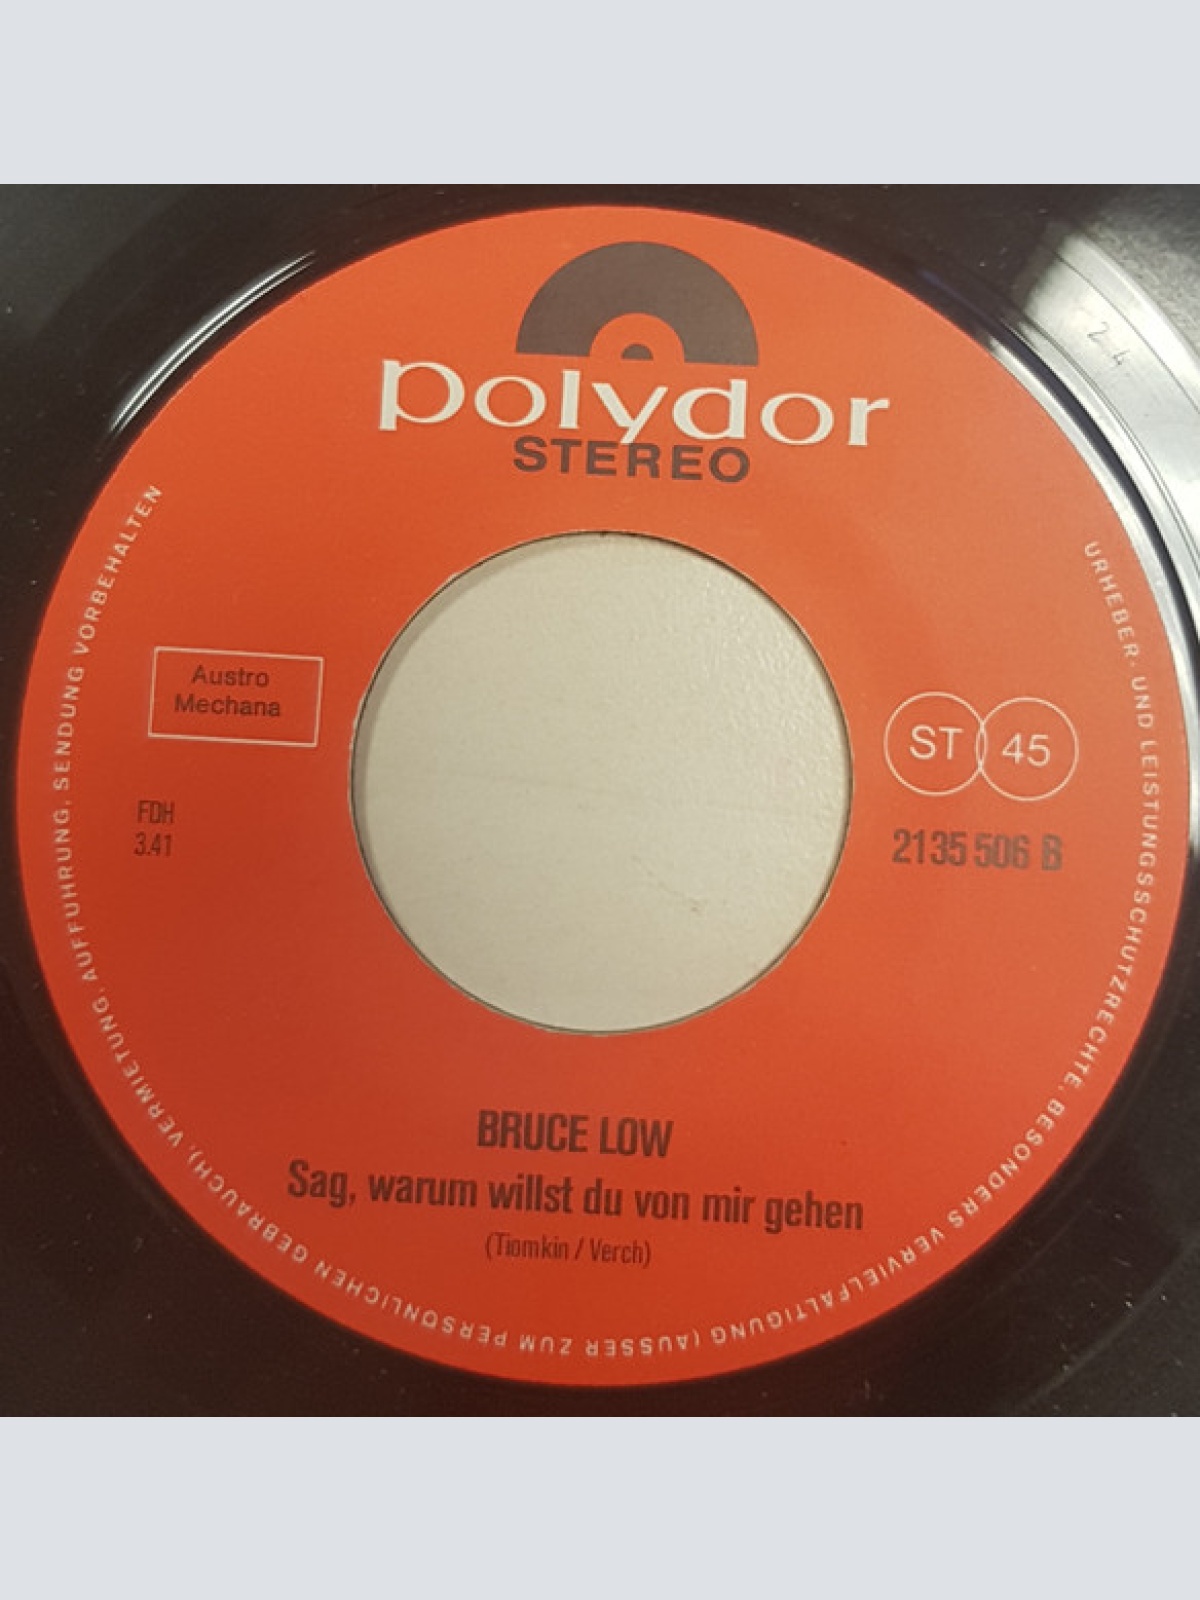 polydor
STEREO
Austro
Mechana
ST 45
FDH
3.41
2135 506 B
BRUCE LOW
Sag, warum willst du von mir gehen
(Tiomkin / Verch)
URHEBER- UND LEISTUNGSSCHUTZRECHTE, BESONDERS VERVIELFÄLTIGUNG (AUSSER ZUM PERSÖNLICHEN GEBRAUCH), VERMIETUNG, AUFFÜHRUNG, SENDUNG VORBEHALTEN
24